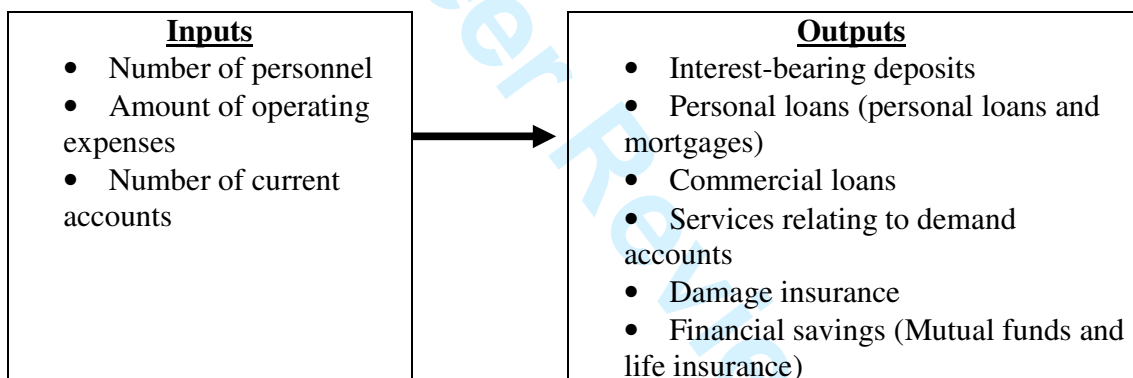 Inputs
• Number of personnel
• Amount of operating
expenses
• Number of current
accounts
Outputs
• Interest-bearing deposits
• Personal loans (personal loans and
mortgages)
• Commercial loans
• Services relating to demand
accounts
• Damage insurance
• Financial savings (Mutual funds and
life insurance)